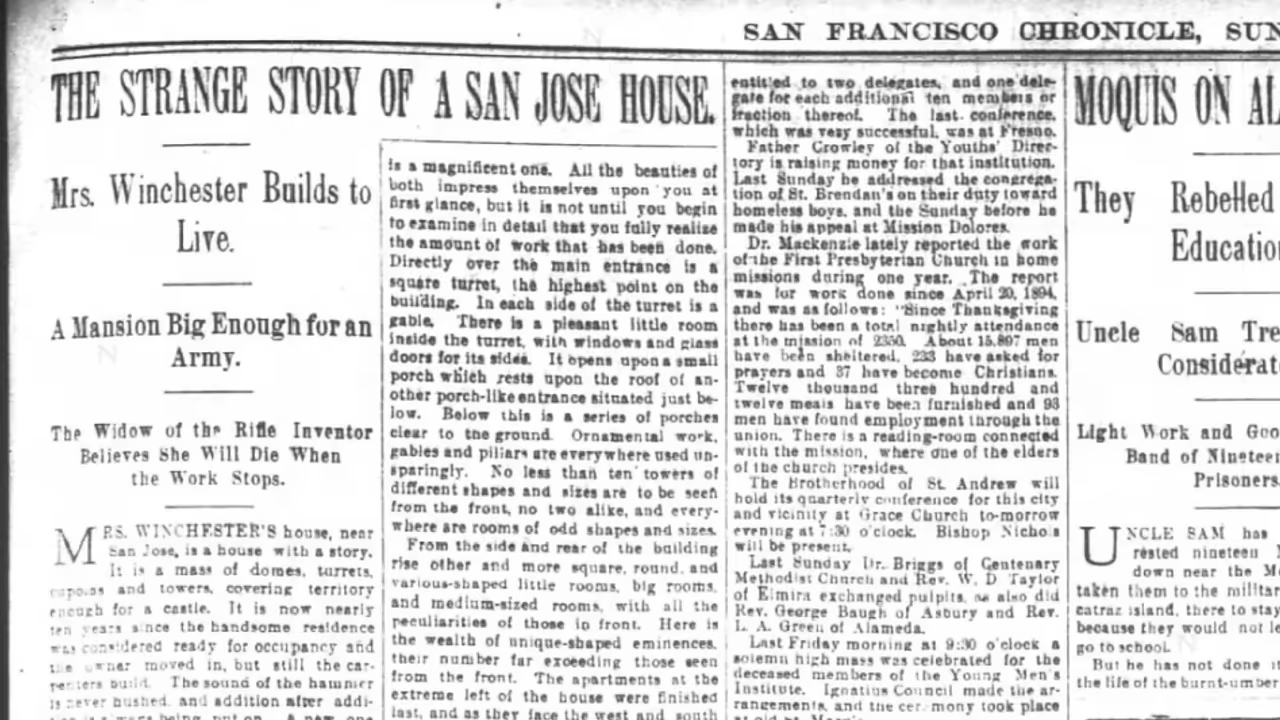 SAN FRANCISCO CHRONICLE, SUN
THE STRANGE STORY OF A SAN JOSE HOUSE.
Mrs. Winchester Builds to
Live.
A Mansion Big Enough for an
Army.
The Widow of the Rifle Inventor
Believes She Will Die When
the Work Stops.
MRS. WINCHESTER'S house, near
San Jose, is a house with a story.
It is a mass of domes, turrets,
cupolas and towers, covering territory
enough for a castle. It is now nearly
ten years since the handsome residence
was considered ready for occupancy and
the owner moved in, but still the car-
penters build. The sound of the hammer
is never hushed, and addition after addi-
A new one
is a magnificent one. All the beauties of
both impress themselves upon you at
first glance, but it is not until you begin
to examine in detail that you fully realize
the amount of work that has been done.
Directly over the main entrance is a
square turret, the highest point on the
building. In each side of the turret is a
gable. There is a pleasant little room
inside the turret, with windows and glass
doors for its sides. It opens upon a small
porch which rests upon the roof of an-
other porch-like entrance situated just be-
low. Below this is a series of porches
clear to the ground. Ornamental work,
gables and pillars are everywhere used un-
sparingly. No less than ten towers of
different shapes and sizes are to be seen
from the front, no two alike, and every-
where are rooms of odd shapes and sizes.
From the side and rear of the building
rise other and more square, round, and
various-shaped little rooms, big rooms,
and medium-sized rooms, with all the
peculiarities of those in front. Here is
the wealth of unique-shaped eminences,
their number far exceeding those seen
from the front. The apartments at the
extreme left of the house were finished
last, and as they face the west and south
entitled to two delegates, and one dele-
gate for each additional ten members or
fraction thereof. The last conference,
which was very successful, was at Fresno.
Father Crowley of the Youths' Direc-
tory is raising money for that institution.
Last Sunday he addressed the congrega-
tion of St. Brendan's on their duty toward
homeless boys, and the Sunday before he
made his appeal at Mission Dolores.
Dr. Mackenzie lately reported the work
of the First Presbyterian Church in home
missions during one year. The report
was for work done since April 20, 1894,
and was as follows: "Since Thanksgiving
there has been a total nightly attendance
at the mission of 2350. About 15,897 men
have been sheltered, 233 have asked for
prayers and 37 have become Christians.
Twelve thousand three hundred and
twelve meals have been furnished and 93
men have found employment through the
union. There is a reading-room connected
with the mission, where one of the elders
of the church presides.
The Brotherhood of St. Andrew will
hold its quarterly conference for this city
and vicinity at Grace Church to-morrow
evening at 7:30 o'clock. Bishop Nichols
will be present.
Last Sunday Dr. Briggs of Centenary
Methodist Church and Rev. W. D Taylor
of Elmira exchanged pulpits, as also did
Rev. George Baugh of Asbury and Rev.
L. A. Green of Alameda.
Last Friday morning at 9:30 o'clock a
solemn high mass was celebrated for the
deceased members of the Young Men's
Institute. Ignatius Council made the ar-
rangements, and the ceremony took place
MOQUIS ON AL
They Rebelled
Education
Uncle Sam Tre
Considerat
Light Work and Goo
Band of Nineteen
Prisoners.
UNCLE SAM has
rested nineteen
down near the Mo
taken them to the militar
catraz island, there to stay
because they would not le
go to school.
But he has not done i
the life of the burnt-umber